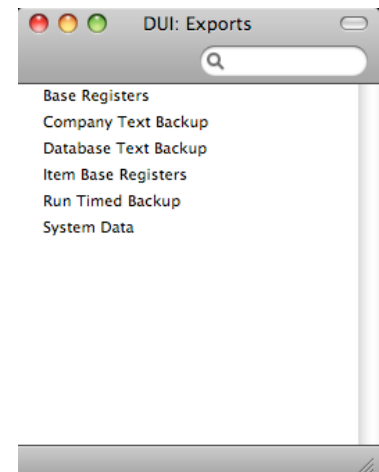 DUI: Exports
Base Registers
Company Text Backup
Database Text Backup
Item Base Registers
Run Timed Backup
System Data